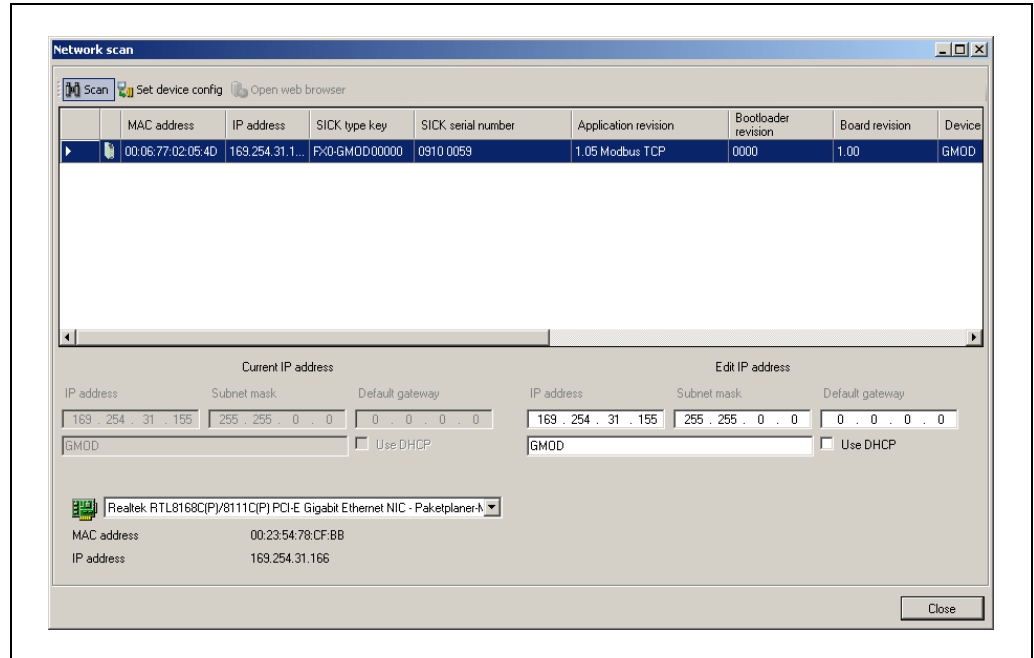 Network scan
Scan Set device config Open web browser
MAC address IP address SICK type key SICK serial number Application revision Bootloader revision Board revision Device
00:06:77:02:05:4D 169.254.31.1... FX0-GMOD00000 0910 0059 1.05 Modbus TCP 0000 1.00 GMOD
Current IP address Edit IP address
IP address Subnet mask Default gateway IP address Subnet mask Default gateway
169 . 254 . 31 . 155 255 . 255 . 0 . 0 0 . 0 . 0 . 0 169 . 254 . 31 . 155 255 . 255 . 0 . 0 0 . 0 . 0 . 0
GMOD Use DHCP GMOD Use DHCP
Realtek RTL8168C(P)/8111C(P) PCI-E Gigabit Ethernet NIC - Paketplaner-M
MAC address 00:23:54:78:CF:BB
IP address 169.254.31.166
Close